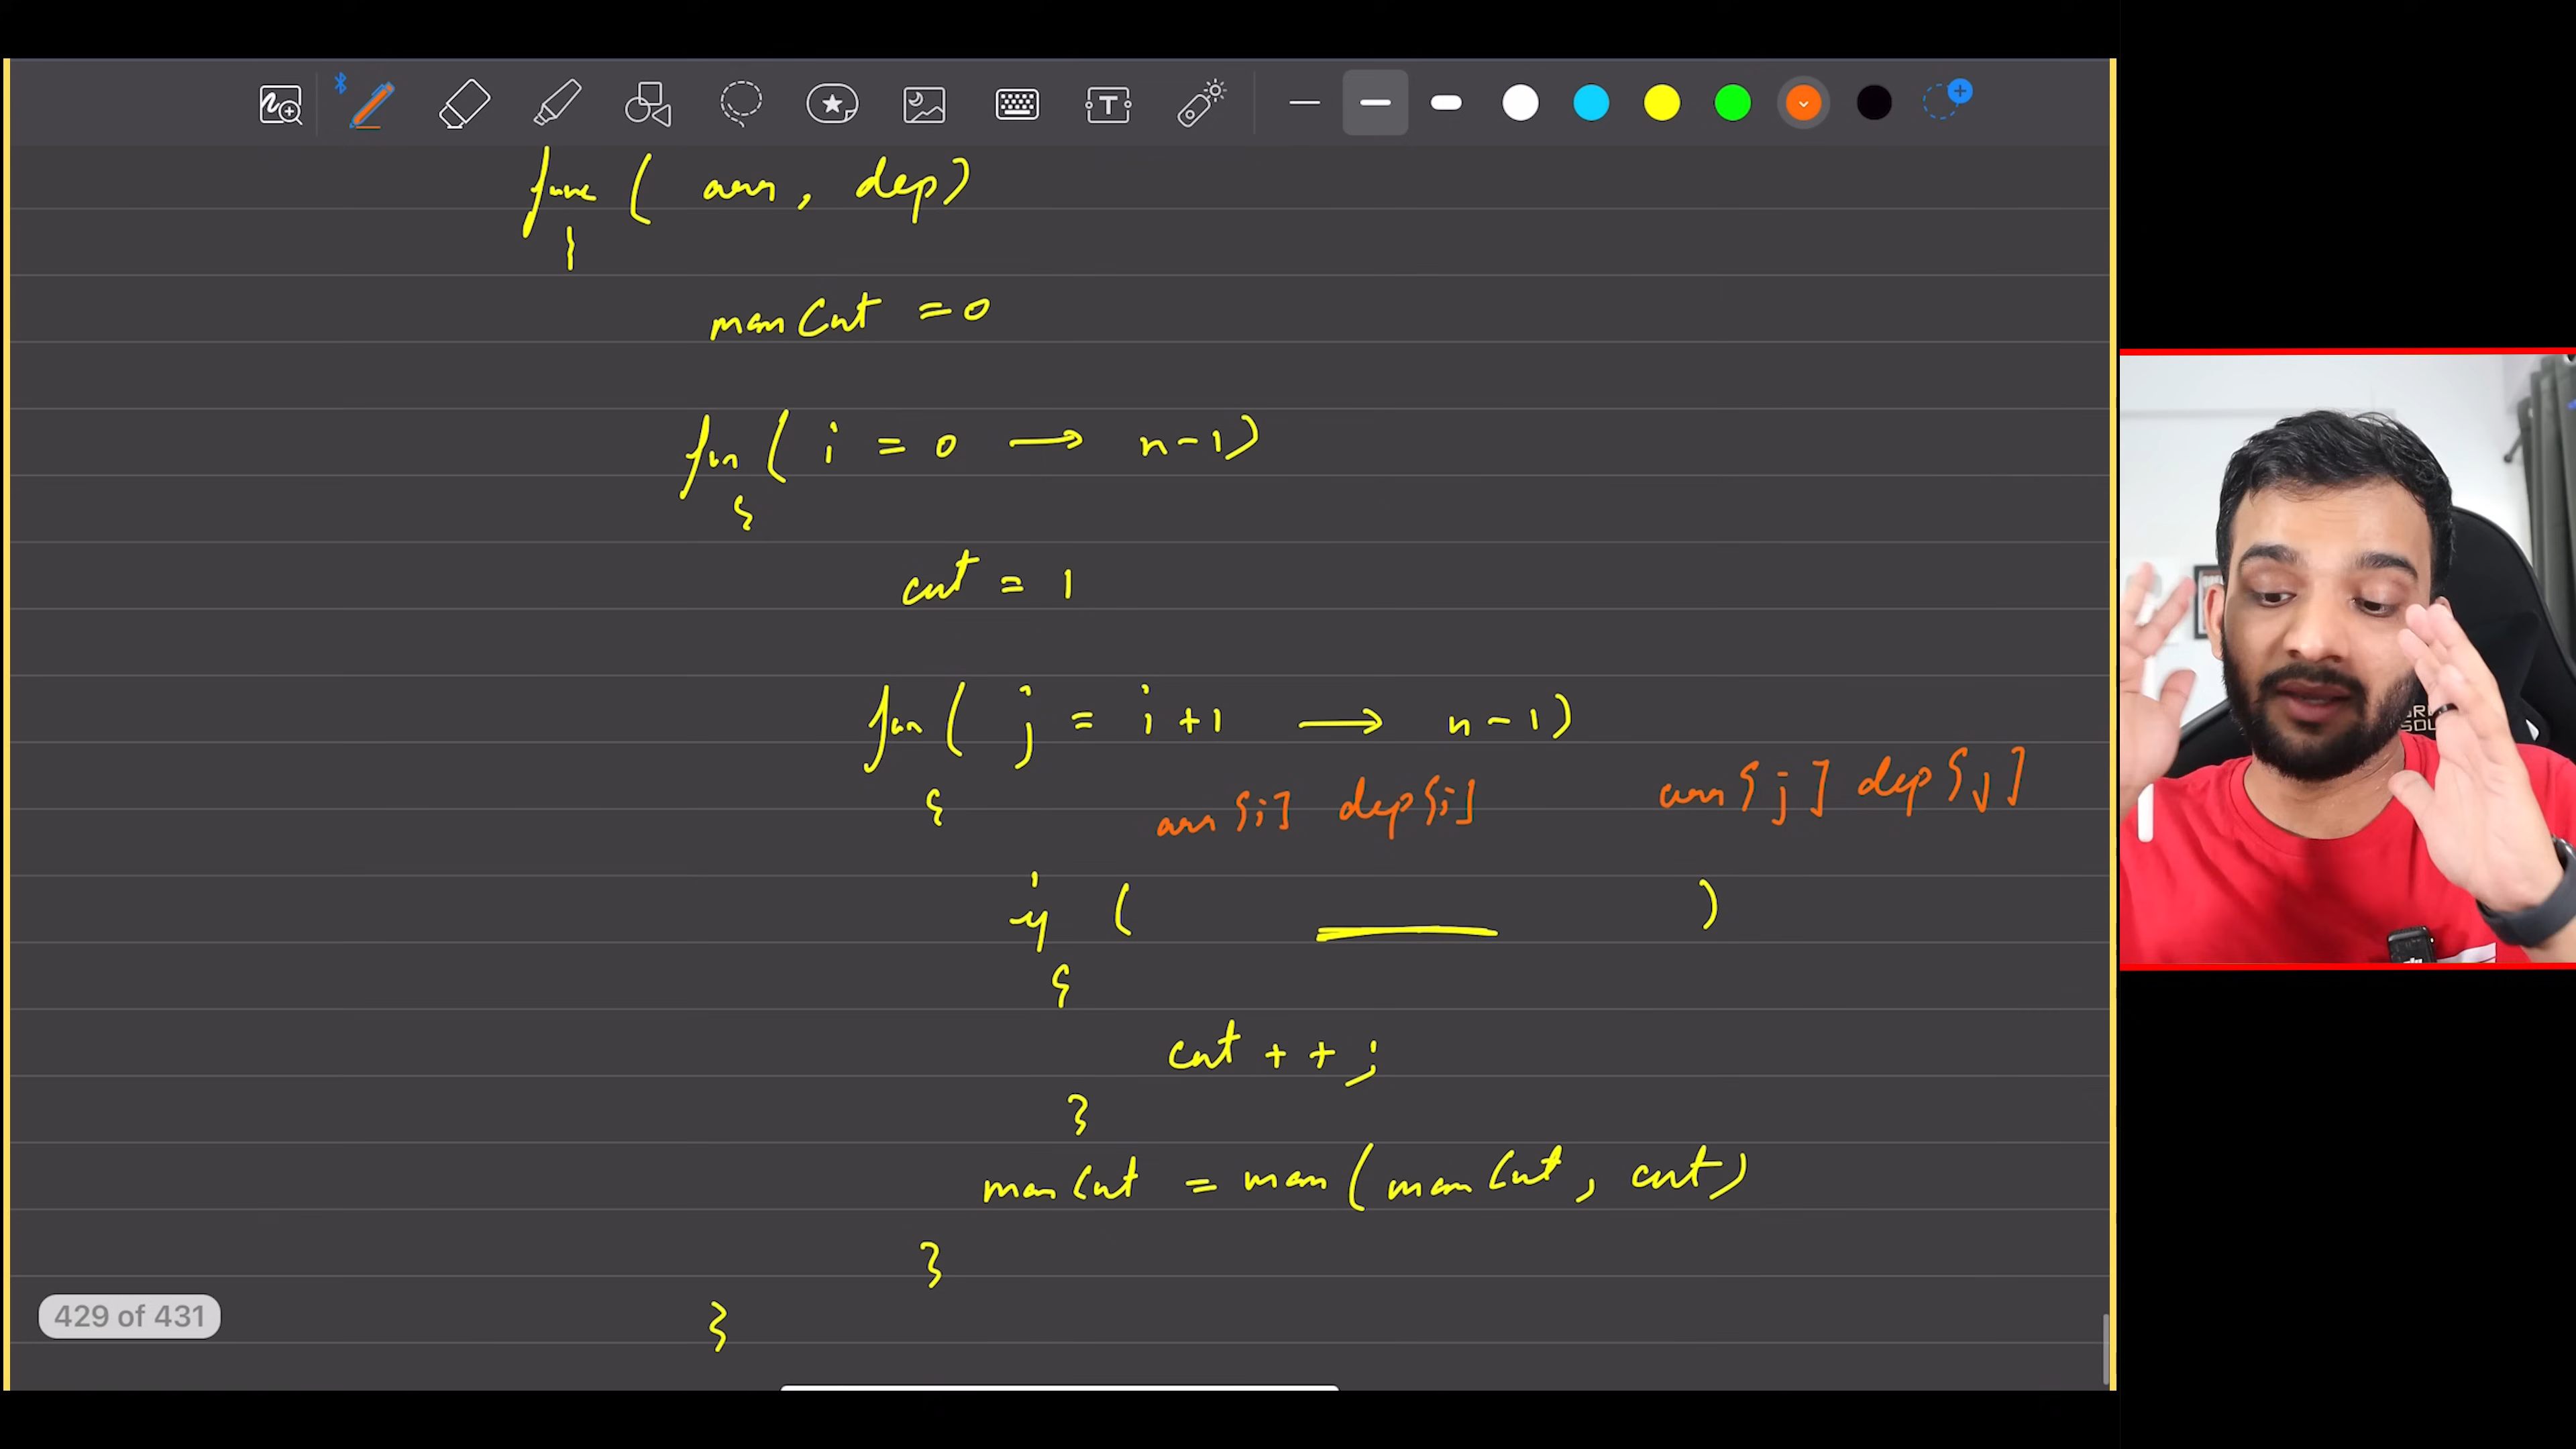 func ( arr, dep)
{
maxCnt = 0
for ( i = 0 → n-1)
{
cnt = 1
for ( j = i+1 → n-1)
{
arr[i] dep[i] arr[j] dep[j]
if ( )
{
cnt++;
}
maxCnt = max(maxCnt, cnt)
}
}
429 of 431